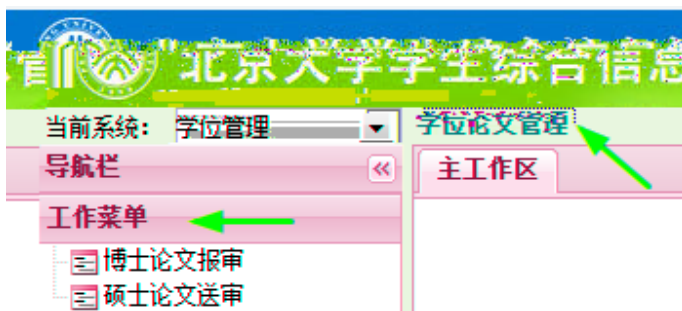 北京大学学生综合信息
当前系统： 学位管理 学位论文管理
导航栏 主工作区
工作菜单
博士论文报审
硕士论文送审